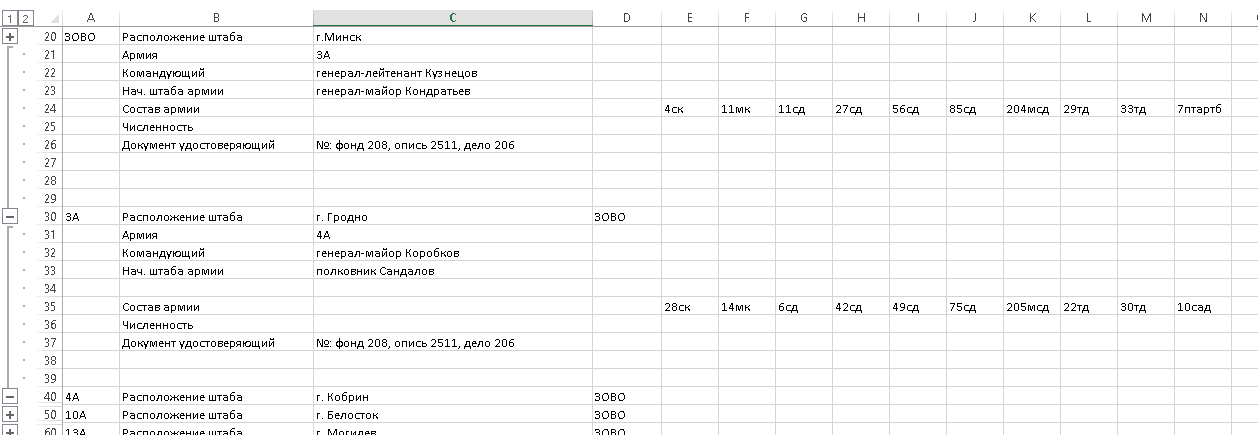 1 2 A B C D E F G H I J K L M N
20 ЗОВО Расположение штаба г.Минск
21 Армия 3А
22 Командующий генерал-лейтенант Кузнецов
23 Нач. штаба армии генерал-майор Кондратьев
24 Состав армии 4ск 11мк 11сд 27сд 56сд 85сд 204мсд 29тд 33тд 7птартб
25 Численность
26 Документ удостоверяющий №: фонд 208, опись 2511, дело 206
27
28
29
30 3А Расположение штаба г. Гродно ЗОВО
31 Армия 4А
32 Командующий генерал-майор Коробков
33 Нач. штаба армии полковник Сандалов
34
35 Состав армии 28ск 14мк 6сд 42сд 49сд 75сд 205мсд 22тд 30тд 10сад
36 Численность
37 Документ удостоверяющий №: фонд 208, опись 2511, дело 206
38
39
40 4А Расположение штаба г. Кобрин ЗОВО
50 10А Расположение штаба г. Белосток ЗОВО
60 13А Расположение штаба г. Могилев ЗОВО